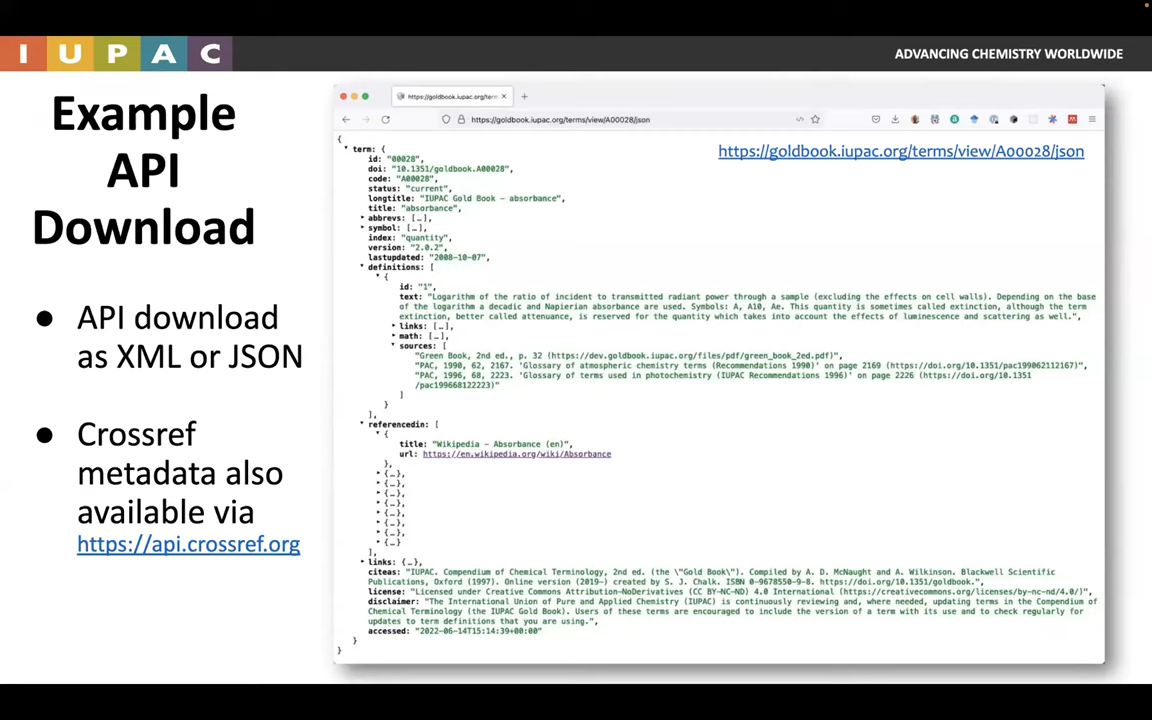 IUPAC
ADVANCING CHEMISTRY WORLDWIDE
Example
API
Download
● API download
as XML or JSON
● Crossref
metadata also
available via
https://api.crossref.org
https://goldbook.iupac.org/term
https://goldbook.iupac.org/terms/view/A00028/json
https://goldbook.iupac.org/terms/view/A00028/json
{
term: {
id: "00028",
doi: "10.1351/goldbook.A00028",
code: "A00028",
status: "current",
longtitle: "IUPAC Gold Book - absorbance",
title: "absorbance",
abbrevs: […],
symbol: […],
index: "quantity",
version: "2.0.2",
lastupdated: "2008-10-07",
definitions: [
{
id: "1",
text: "Logarithm of the ratio of incident to transmitted radiant power through a sample (excluding the effects on cell walls). Depending on the base
of the logarithm a decadic and Napierian absorbance are used. Symbols: A, A10, Ae. This quantity is sometimes called extinction, although the term
extinction, better called attenuance, is reserved for the quantity which takes into account the effects of luminescence and scattering as well.",
links: […],
math: […],
sources: [
"Green Book, 2nd ed., p. 32 (https://dev.goldbook.iupac.org/files/pdf/green_book_2ed.pdf)",
"PAC, 1990, 62, 2167. 'Glossary of atmospheric chemistry terms (Recommendations 1990)' on page 2169 (https://doi.org/10.1351/pac199062112167)",
"PAC, 1996, 68, 2223. 'Glossary of terms used in photochemistry (IUPAC Recommendations 1996)' on page 2226 (https://doi.org/10.1351
/pac199668122223)"
]
}
],
referencedin: [
{
title: "Wikipedia - Absorbance (en)",
url: https://en.wikipedia.org/wiki/Absorbance
},
{…},
{…},
{…},
{…},
{…},
{…},
{…},
{…}
],
links: {…},
citeas: "IUPAC. Compendium of Chemical Terminology, 2nd ed. (the \"Gold Book\"). Compiled by A. D. McNaught and A. Wilkinson. Blackwell Scientific
Publications, Oxford (1997). Online version (2019-) created by S. J. Chalk. ISBN 0-9678550-9-8. https://doi.org/10.1351/goldbook.",
license: "Licensed under Creative Commons Attribution-NoDerivatives (CC BY-NC-ND) 4.0 International (https://creativecommons.org/licenses/by-nc-nd/4.0/)",
disclaimer: "The International Union of Pure and Applied Chemistry (IUPAC) is continuously reviewing and, where needed, updating terms in the Compendium of
Chemical Terminology (the IUPAC Gold Book). Users of these terms are encouraged to include the version of a term with its use and to check regularly for
updates to term definitions that you are using.",
accessed: "2022-06-14T15:14:39+00:00"
}
}